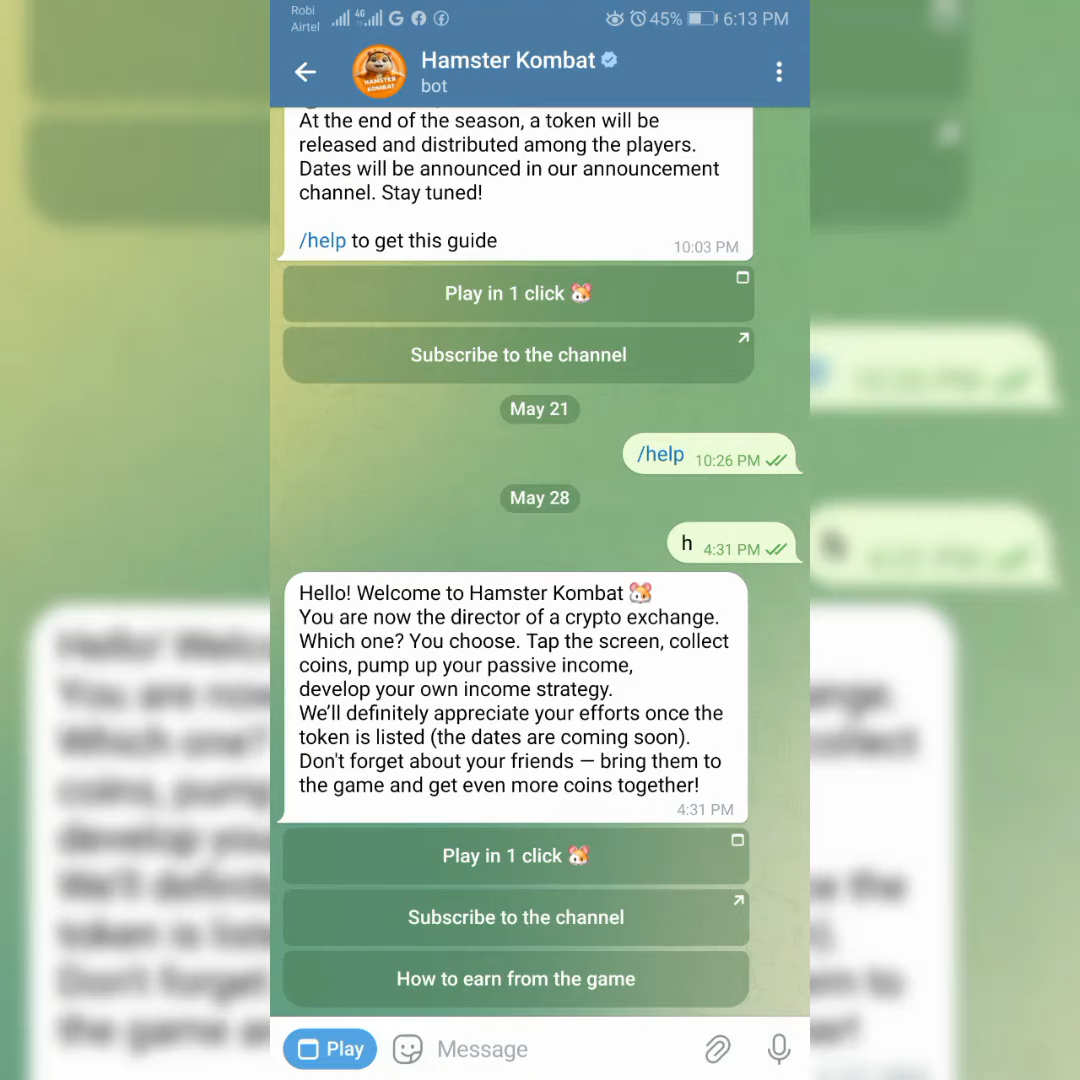 Robi
Airtel
4G
45%
6:13 PM
HAMSTER
KOMBAT
Hamster Kombat
bot
At the end of the season, a token will be
released and distributed among the players.
Dates will be announced in our announcement
channel. Stay tuned!
/help to get this guide
10:03 PM
Play in 1 click
Subscribe to the channel
May 21
/help 10:26 PM
May 28
h 4:31 PM
Hello! Welcome to Hamster Kombat
You are now the director of a crypto exchange.
Which one? You choose. Tap the screen, collect
coins, pump up your passive income,
develop your own income strategy.
We’ll definitely appreciate your efforts once the
token is listed (the dates are coming soon).
Don't forget about your friends — bring them to
the game and get even more coins together!
4:31 PM
Play in 1 click
Subscribe to the channel
How to earn from the game
Play
Message